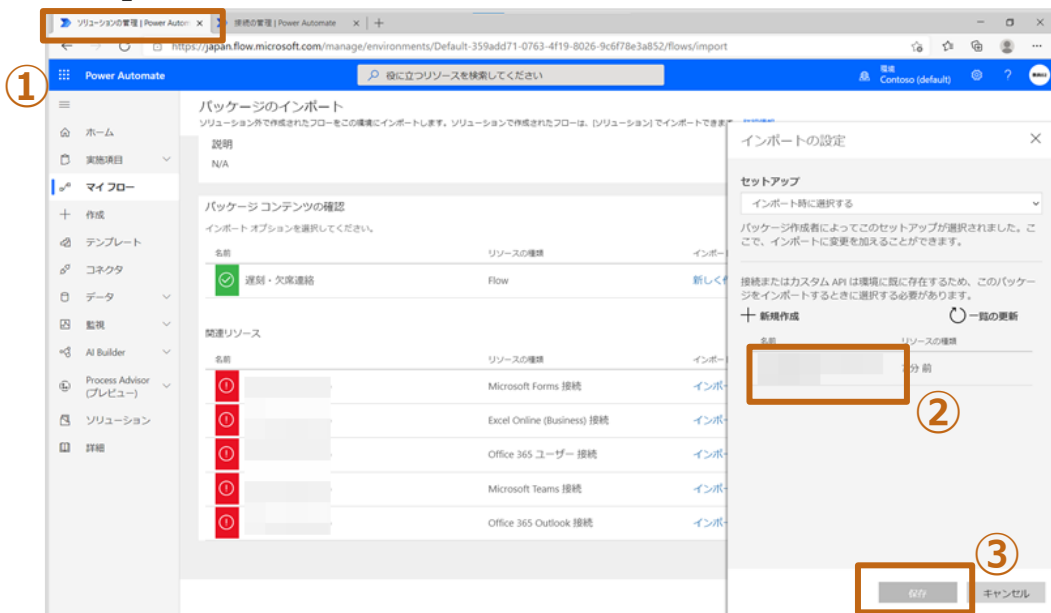 ソリューションの管理 | Power Autom
接続の管理 | Power Automate
https://japan.flow.microsoft.com/manage/environments/Default-359add71-0763-4f19-8026-9c6f78e3a852/flows/import
①
Power Automate
役に立つリソースを検索してください
環境
Contoso (default)
ホーム
実施項目
マイ フロー
作成
テンプレート
コネクタ
データ
監視
AI Builder
Process Advisor
(プレビュー)
ソリューション
詳細
パッケージのインポート
ソリューション外で作成されたフローをこの環境にインポートします。ソリューションで作成されたフローは、[ソリューション] でインポートできます。
説明
N/A
パッケージ コンテンツの確認
インポート オプションを選択してください。
名前 リソースの種類 インポー
遅刻・欠席連絡 Flow 新しく作
関連リソース
名前 リソースの種類 インポー
Microsoft Forms 接続 インポー
Excel Online (Business) 接続 インポー
Office 365 ユーザー 接続 インポー
Microsoft Teams 接続 インポー
Office 365 Outlook 接続 インポー
インポートの設定
セットアップ
インポート時に選択する
パッケージ作成者によってこのセットアップが選択されました。こ
こで、インポートに変更を加えることができます。
接続またはカスタム API は環境に既に存在するため、このパッケー
ジをインポートするときに選択する必要があります。
新規作成 一覧の更新
名前 リソースの種類
分 前
②
③
保存 キャンセル